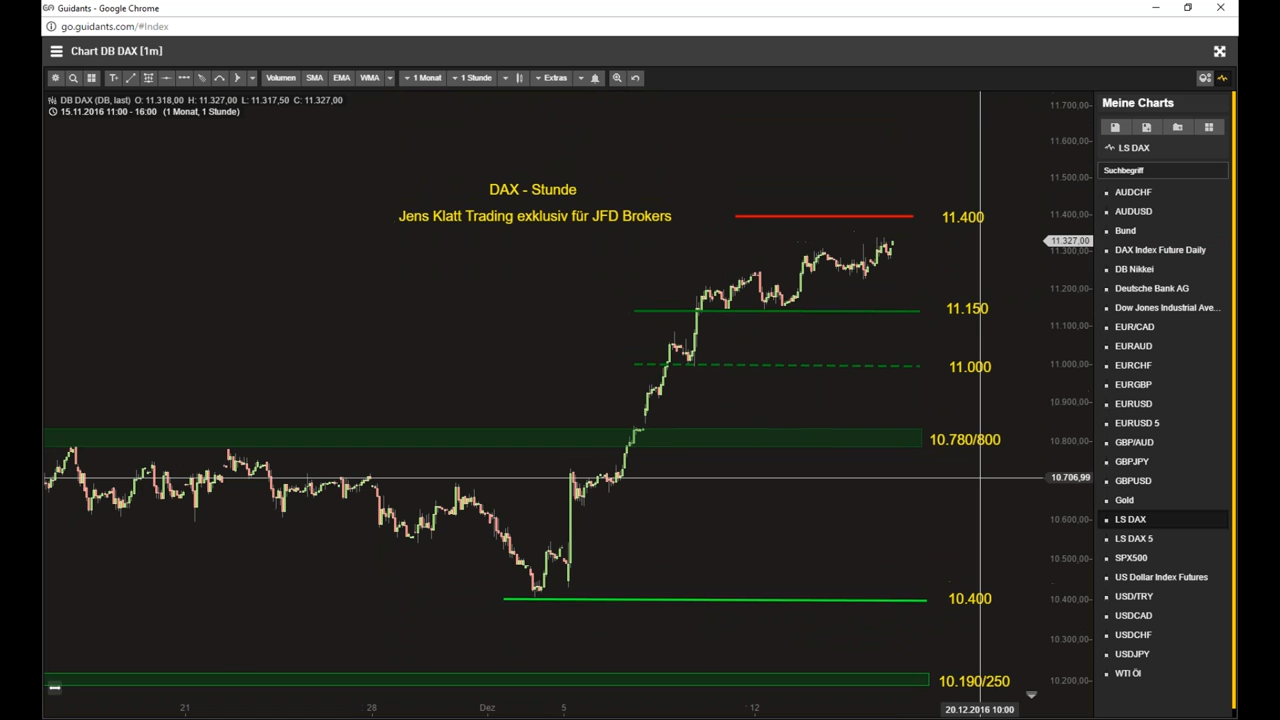 Guidants - Google Chrome
go.guidants.com/#Index
Chart DB DAX [1m]
Volumen SMA EMA WMA 1 Monat 1 Stunde Extras
DB DAX (DB, last) O: 11.318,00 H: 11.327,00 L: 11.317,50 C: 11.327,00
15.11.2016 11:00 - 16:00 (1 Monat, 1 Stunde)
DAX - Stunde
Jens Klatt Trading exklusiv für JFD Brokers
11.400
11.150
11.000
10.780/800
10.400
10.190/250
11.700,00
11.600,00
11.500,00
11.400,00
11.327,00
11.300,00
11.200,00
11.100,00
11.000,00
10.900,00
10.800,00
10.706,99
10.600,00
10.500,00
10.400,00
10.300,00
10.200,00
21
28
Dez
5
12
20.12.2016 10:00
Meine Charts
LS DAX
Suchbegriff
AUDCHF
AUDUSD
Bund
DAX Index Future Daily
DB Nikkei
Deutsche Bank AG
Dow Jones Industrial Ave...
EUR/CAD
EURAUD
EURCHF
EURGBP
EURUSD
EURUSD 5
GBP/AUD
GBPJPY
GBPUSD
Gold
LS DAX
LS DAX 5
SPX500
US Dollar Index Futures
USD/TRY
USDCAD
USDCHF
USDJPY
WTI Öl